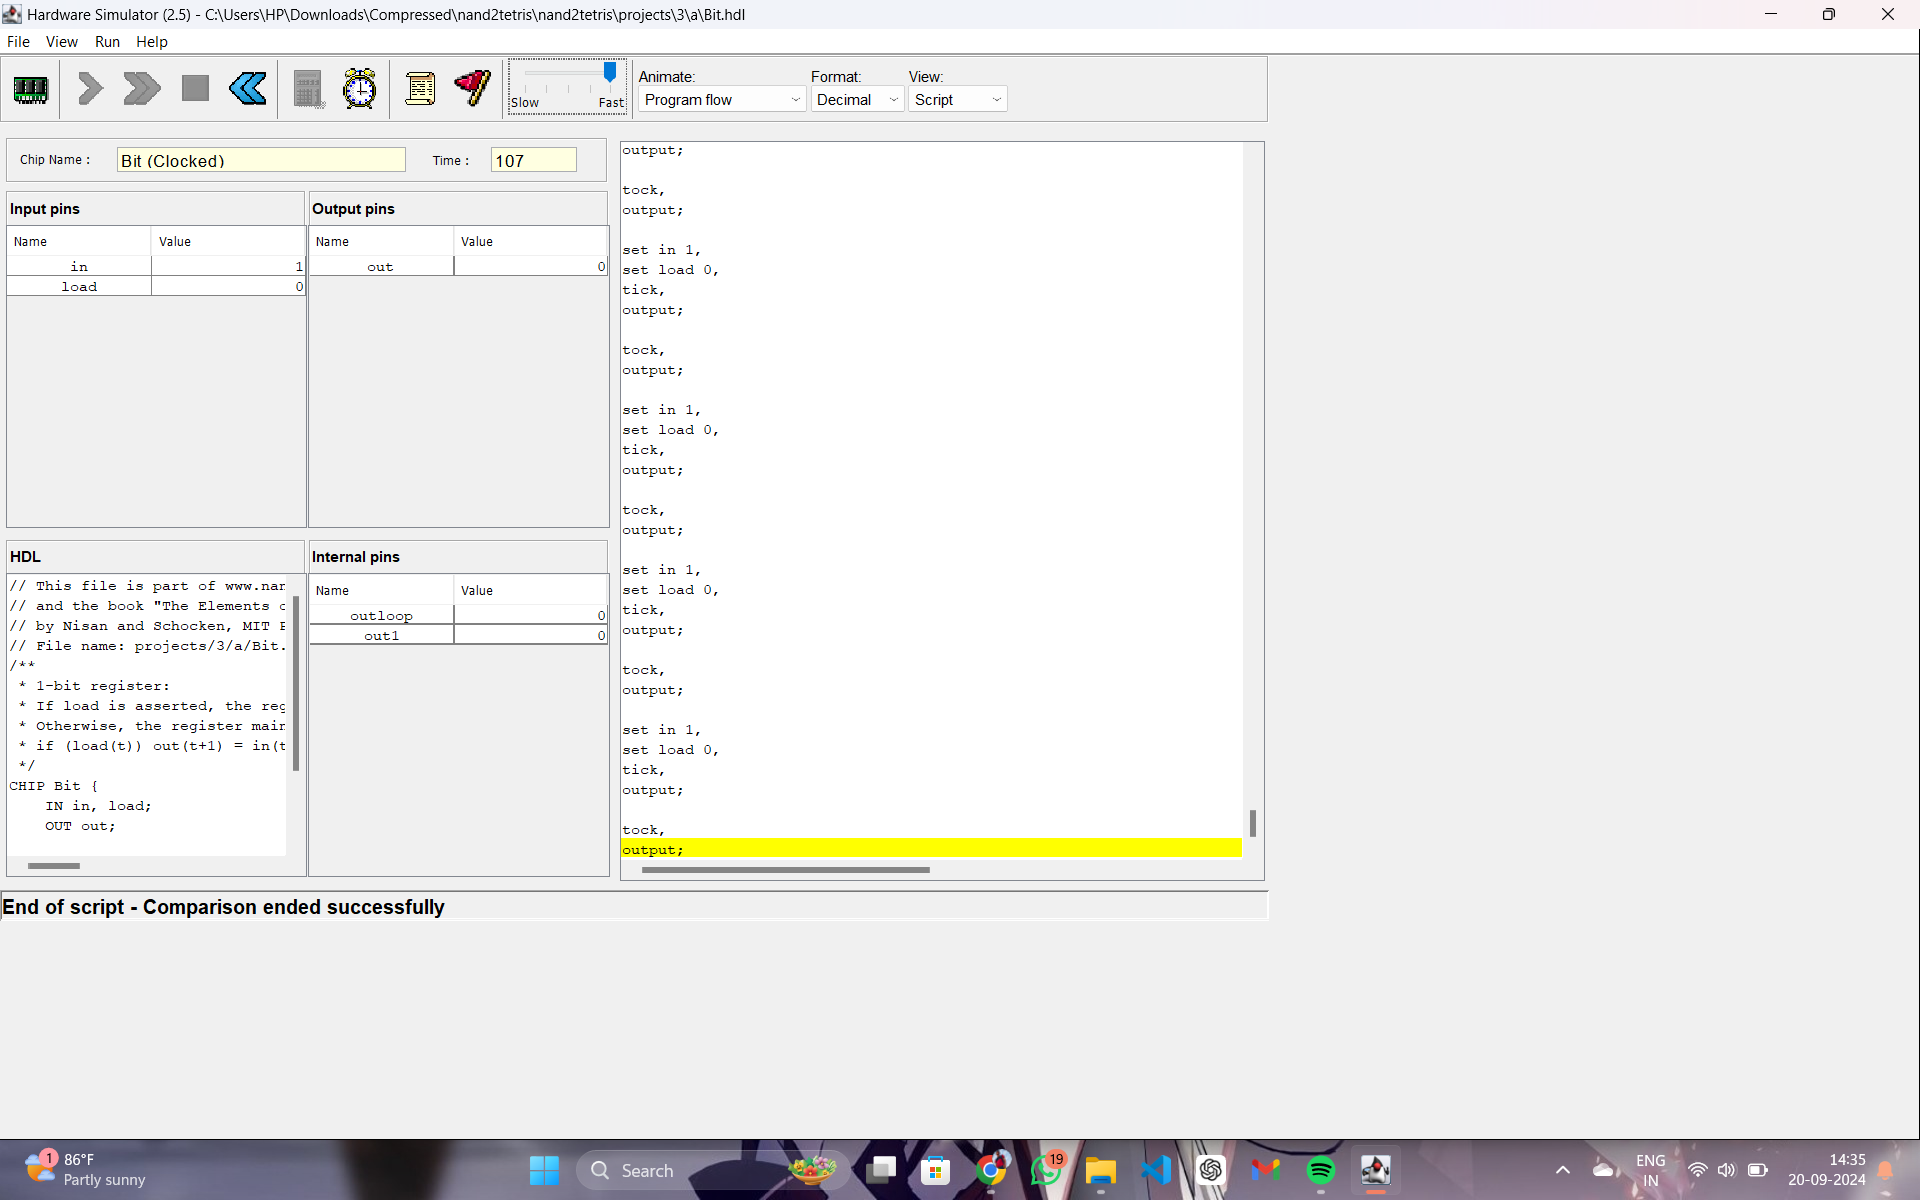 Hardware Simulator (2.5) - C:\Users\HP\Downloads\Compressed\nand2tetris\nand2tetris\projects\3\a\Bit.hdl
File View Run Help
Slow Fast
Animate: Format: View:
Program flow Decimal Script
Chip Name : Bit (Clocked) Time : 107
Input pins
Name Value
in 1
load 0
Output pins
Name Value
out 0
HDL
// This file is part of www.nan
// and the book "The Elements o
// by Nisan and Schocken, MIT P
// File name: projects/3/a/Bit.
/**
* 1-bit register:
* If load is asserted, the reg
* Otherwise, the register main
* if (load(t)) out(t+1) = in(t
*/
CHIP Bit {
IN in, load;
OUT out;
Internal pins
Name Value
outloop 0
out1 0
output;
tock,
output;
set in 1,
set load 0,
tick,
output;
tock,
output;
set in 1,
set load 0,
tick,
output;
tock,
output;
set in 1,
set load 0,
tick,
output;
tock,
output;
set in 1,
set load 0,
tick,
output;
tock,
output;
End of script - Comparison ended successfully
1
86°F
Partly sunny
Search
19
ENG
IN
14:35
20-09-2024